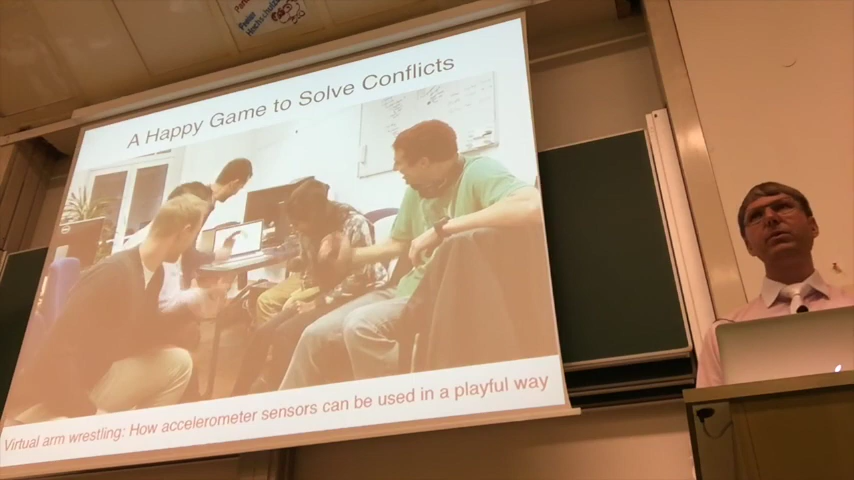 A Happy Game to Solve Conflicts
Virtual arm wrestling: How accelerometer sensors can be used in a playful way